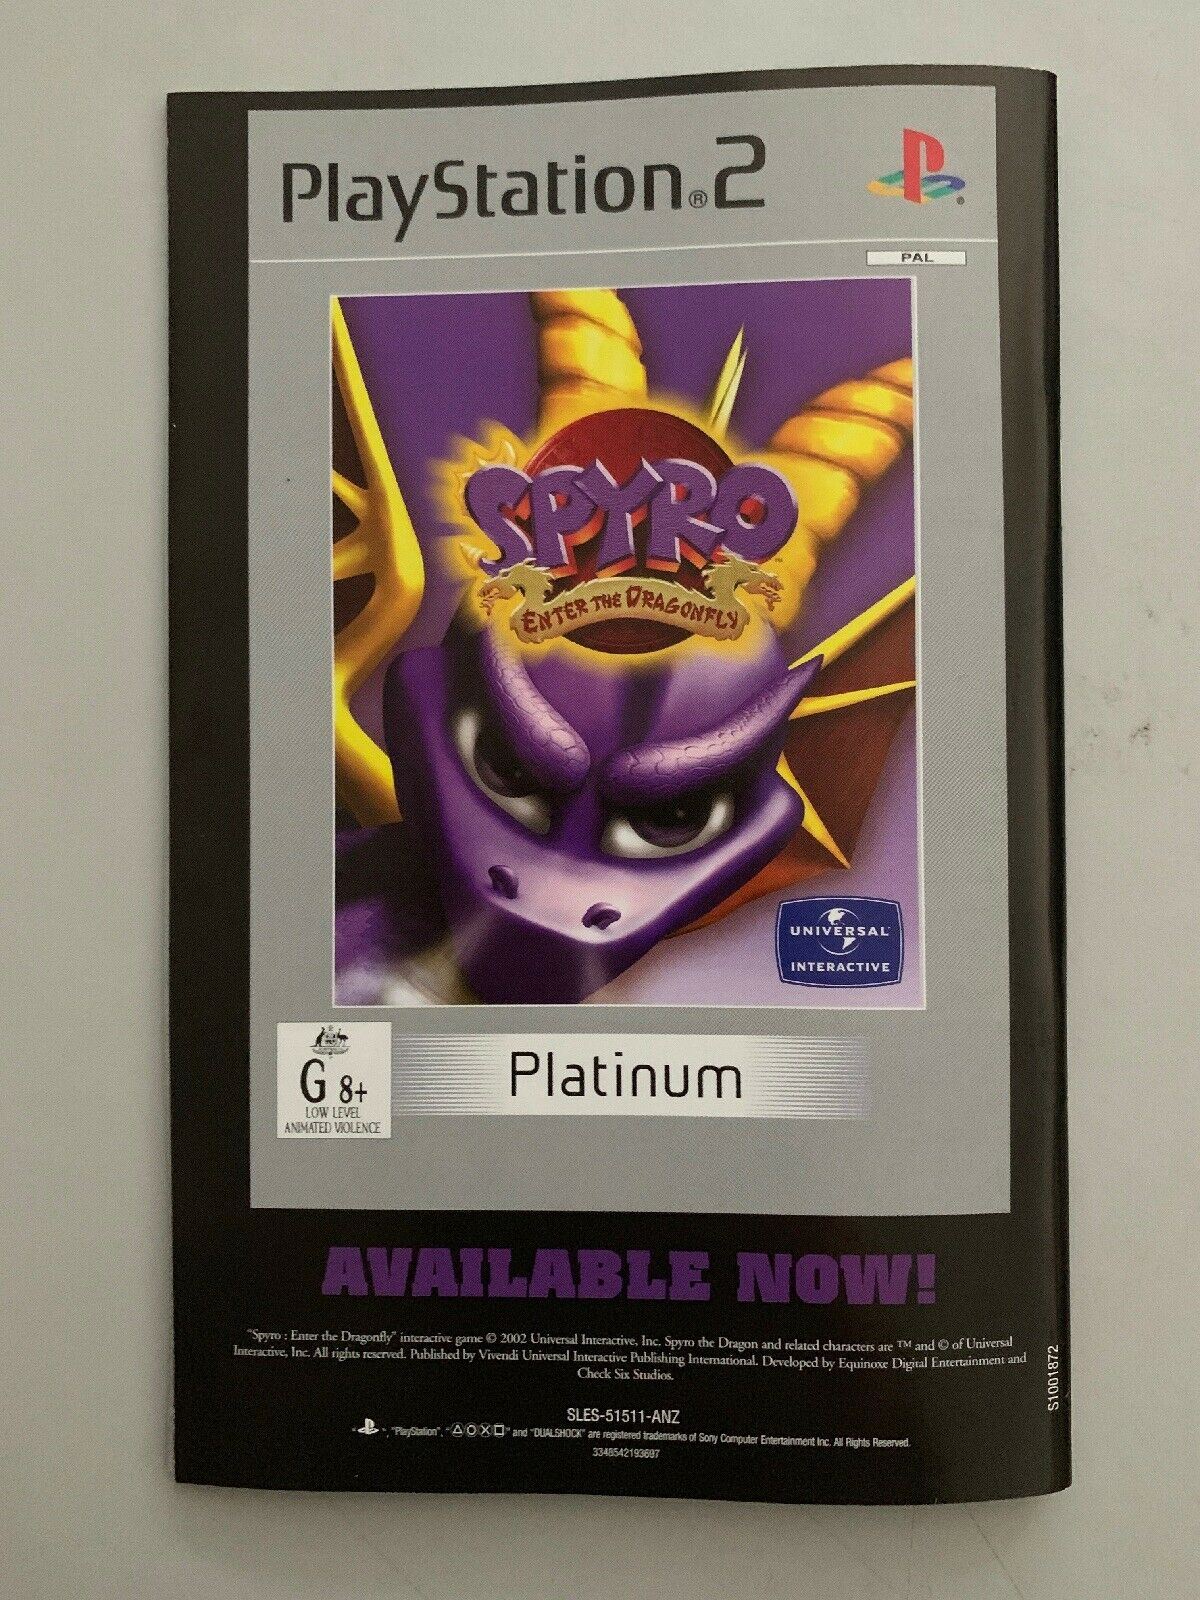 PlayStation®2
PAL
SPYRO™
ENTER THE DRAGONFLY
UNIVERSAL
INTERACTIVE
G 8+
LOW LEVEL
ANIMATED VIOLENCE
Platinum
AVAILABLE NOW!
"Spyro : Enter the Dragonfly" interactive game © 2002 Universal Interactive, Inc. Spyro the Dragon and related characters are ™ and © of Universal
Interactive, Inc. All rights reserved. Published by Vivendi Universal Interactive Publishing International. Developed by Equinoxe Digital Entertainment and
Check Six Studios.
SLES-51511-ANZ
" ", "PlayStation", "△○✕□" and "DUALSHOCK" are registered trademarks of Sony Computer Entertainment Inc. All Rights Reserved.
3348542193697
S1001872